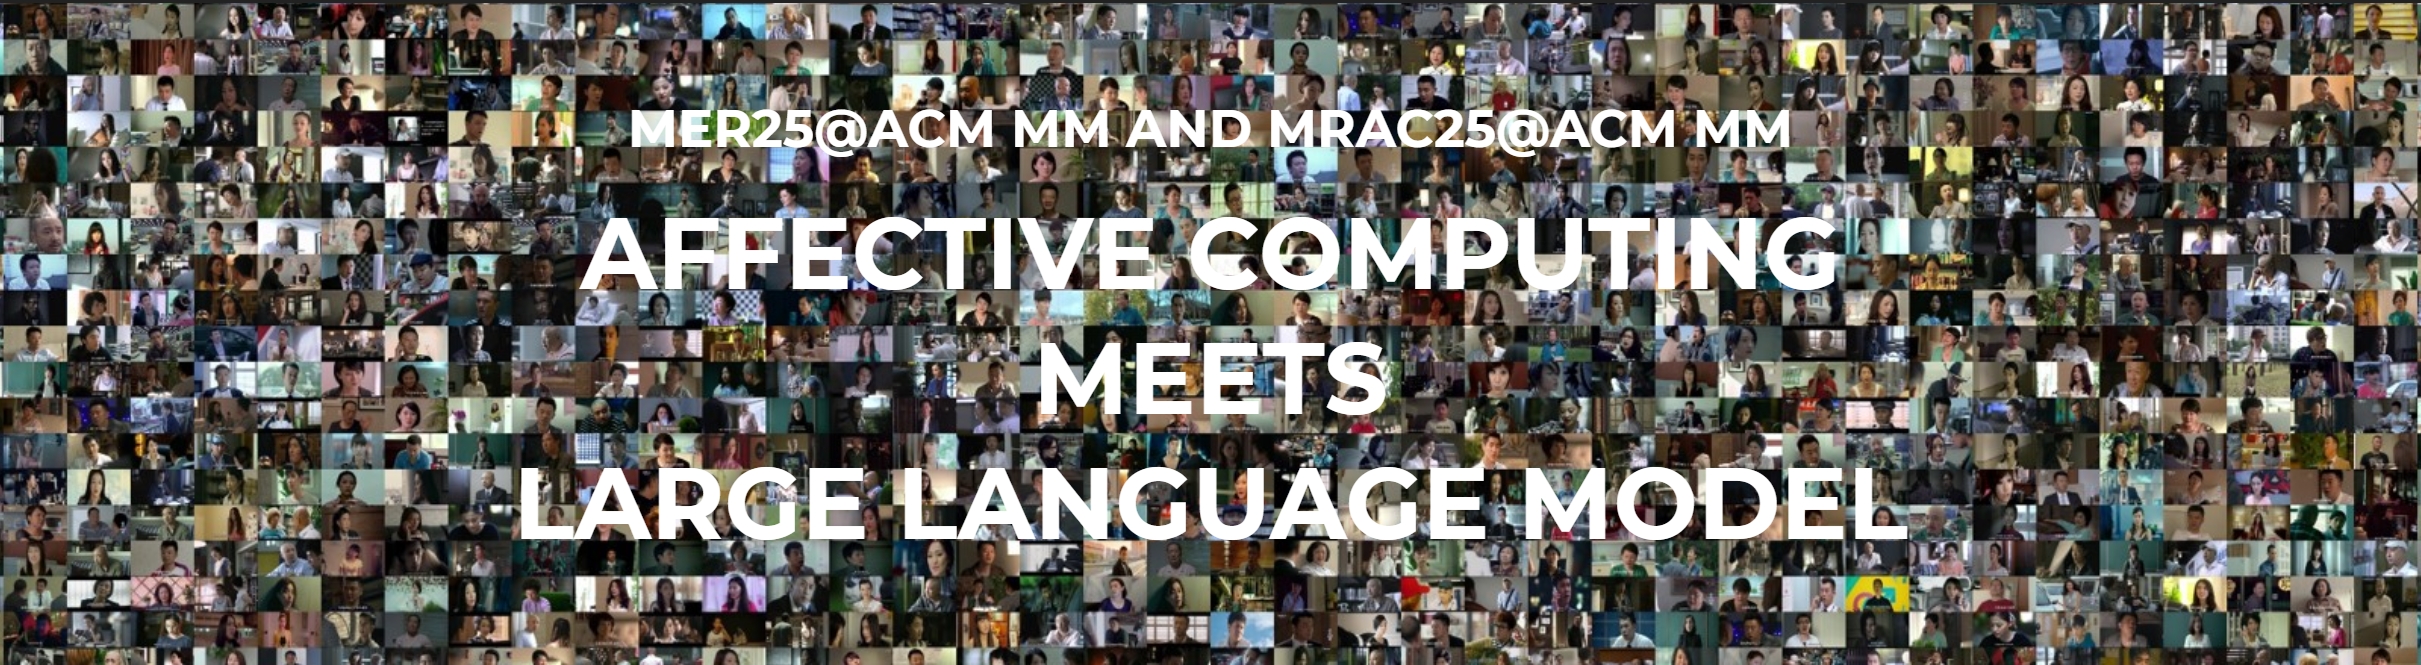 MER25@ACM MM AND MRAC25@ACM MM
AFFECTIVE COMPUTING
MEETS
LARGE LANGUAGE MODEL